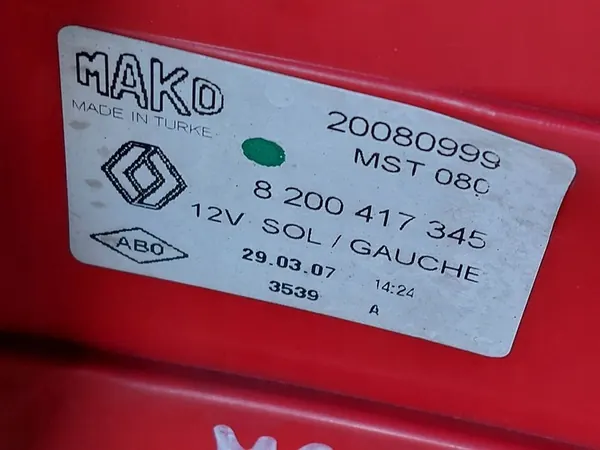 MAKO
MADE IN TURKE
20080999
MST 080
8 200 417 345
12V SOL / GAUCHE
ABO
29.03.07 14:24
3539 A